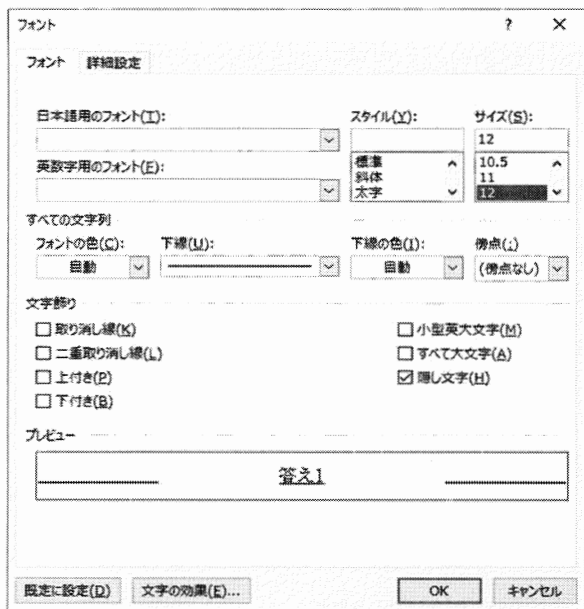 フォント ? ×
フォント 詳細設定
日本語用のフォント(T): スタイル(Y): サイズ(S):
12
英数字用のフォント(F): 標準 10.5
斜体 11
太字 12
すべての文字列
フォントの色(C): 下線(U): 下線の色(I): 傍点(:)
自動 自動 (傍点なし)
文字飾り
取り消し線(K) 小型英大文字(M)
二重取り消し線(L) すべて大文字(A)
上付き(P) 隠し文字(H)
下付き(B)
プレビュー
答え1
既定に設定(D) 文字の効果(E)... OK キャンセル